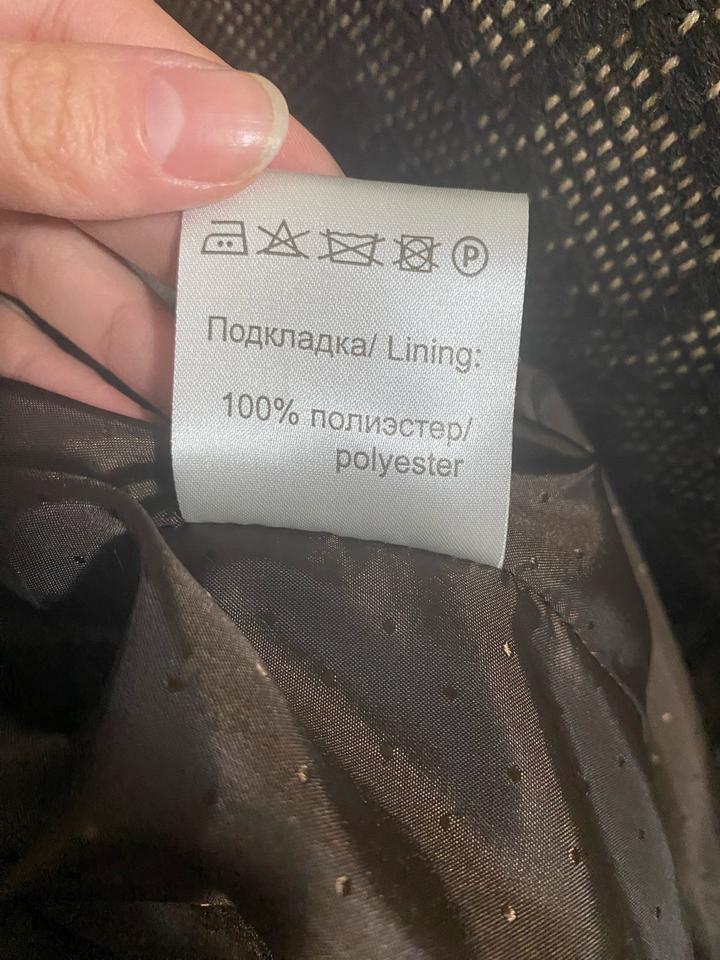 P
Подкладка/ Lining:
100% полиэстер/
polyester